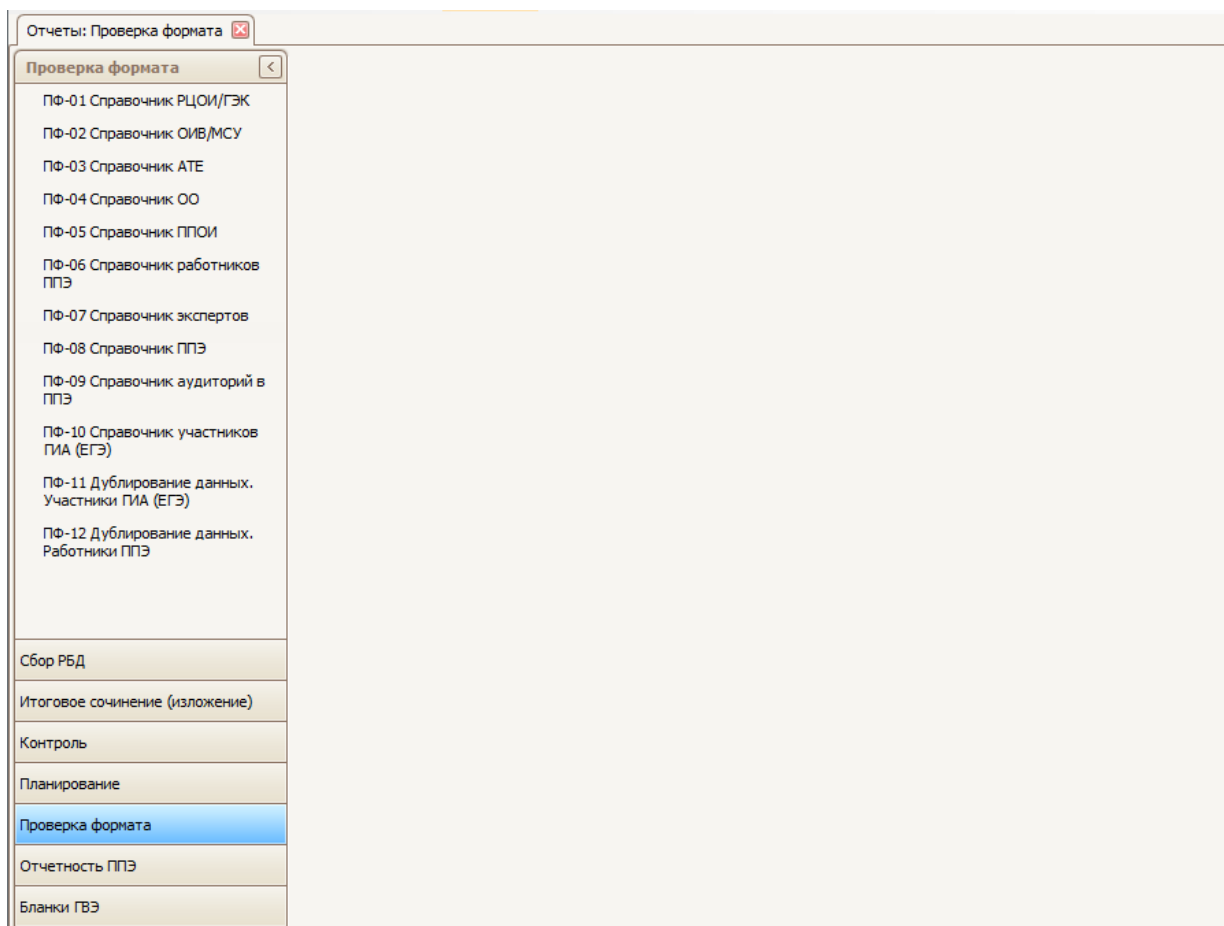 Отчеты: Проверка формата
Проверка формата
ПФ-01 Справочник РЦОИ/ГЭК
ПФ-02 Справочник ОИВ/МСУ
ПФ-03 Справочник АТЕ
ПФ-04 Справочник ОО
ПФ-05 Справочник ППОИ
ПФ-06 Справочник работников
ППЭ
ПФ-07 Справочник экспертов
ПФ-08 Справочник ППЭ
ПФ-09 Справочник аудиторий в
ППЭ
ПФ-10 Справочник участников
ГИА (ЕГЭ)
ПФ-11 Дублирование данных.
Участники ГИА (ЕГЭ)
ПФ-12 Дублирование данных.
Работники ППЭ
Сбор РБД
Итоговое сочинение (изложение)
Контроль
Планирование
Проверка формата
Отчетность ППЭ
Бланки ГВЭ